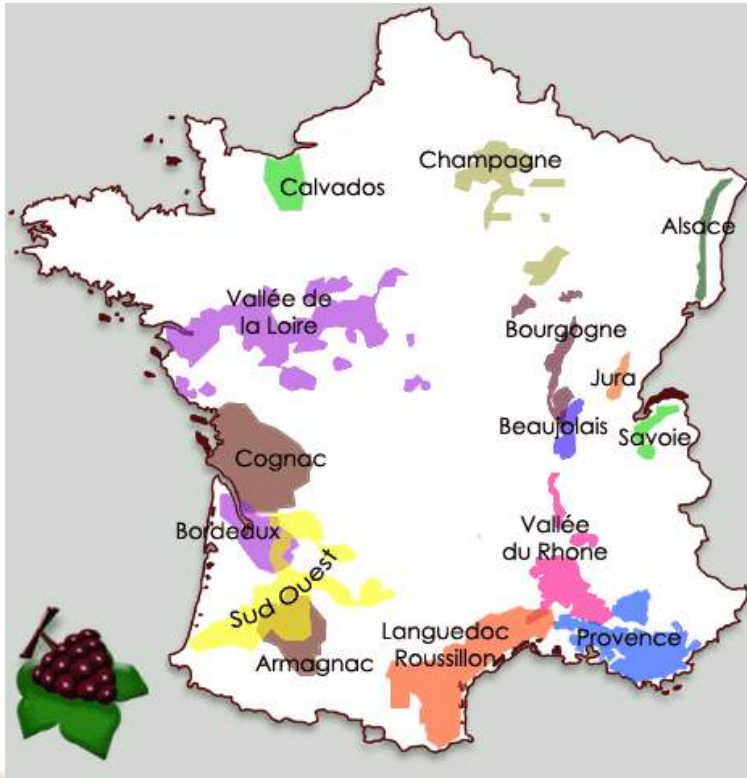 Champagne
Calvados
Alsace
Vallée de
la Loire
Bourgogne
Jura
Beaujolais
Savoie
Cognac
Bordeaux
Vallée
du Rhone
Sud Ouest
Languedoc
Roussillon
Provence
Armagnac